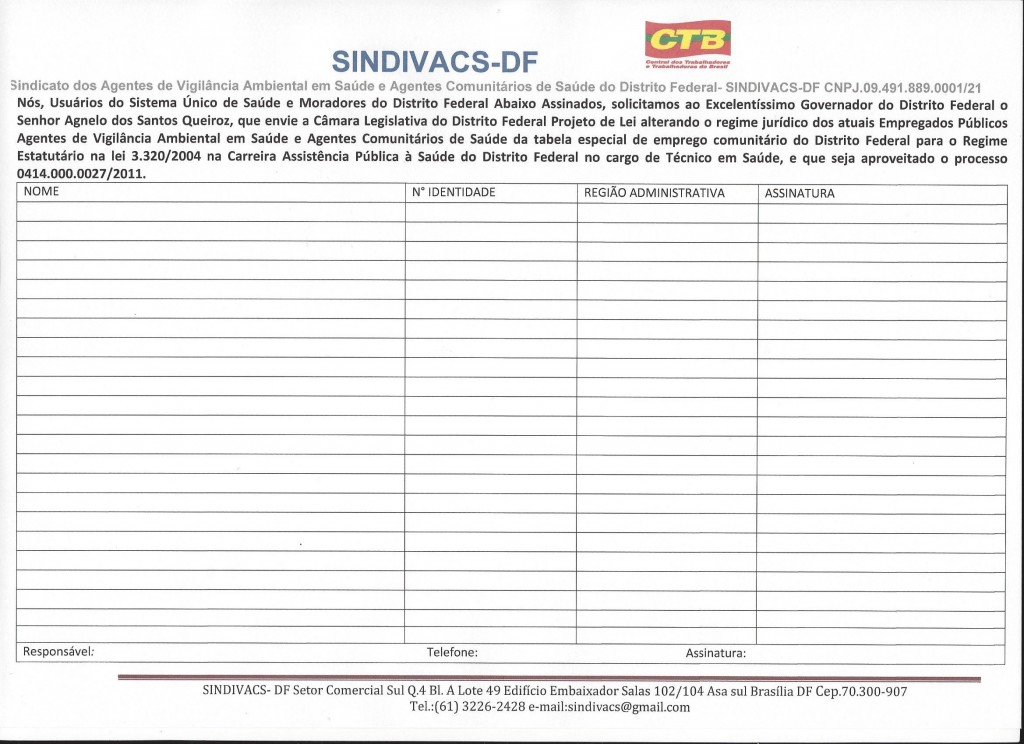 SINDIVACS-DF
CTB
Central dos Trabalhadores
e Trabalhadoras do Brasil
Sindicato dos Agentes de Vigilância Ambiental em Saúde e Agentes Comunitários de Saúde do Distrito Federal- SINDIVACS-DF CNPJ.09.491.889.0001/21
Nós, Usuários do Sistema Único de Saúde e Moradores do Distrito Federal Abaixo Assinados, solicitamos ao Excelentíssimo Governador do Distrito Federal o
Senhor Agnelo dos Santos Queiroz, que envie a Câmara Legislativa do Distrito Federal Projeto de Lei alterando o regime jurídico dos atuais Empregados Públicos
Agentes de Vigilância Ambiental em Saúde e Agentes Comunitários de Saúde da tabela especial de emprego comunitário do Distrito Federal para o Regime
Estatutário na lei 3.320/2004 na Carreira Assistência Pública à Saúde do Distrito Federal no cargo de Técnico em Saúde, e que seja aproveitado o processo
0414.000.0027/2011.
NOME N° IDENTIDADE REGIÃO ADMINISTRATIVA ASSINATURA
Responsável: Telefone: Assinatura:
SINDIVACS- DF Setor Comercial Sul Q.4 Bl. A Lote 49 Edifício Embaixador Salas 102/104 Asa sul Brasília DF Cep.70.300-907
Tel.:(61) 3226-2428 e-mail:sindivacs@gmail.com